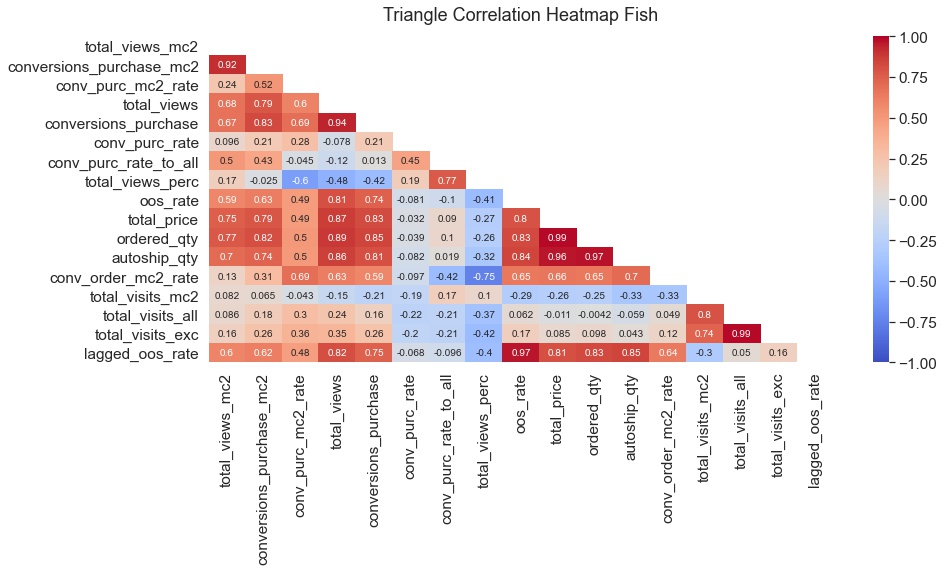 Triangle Correlation Heatmap Fish
total_views_mc2
conversions_purchase_mc2 0.92
conv_purc_mc2_rate 0.24 0.52
total_views 0.68 0.79 0.6
conversions_purchase 0.67 0.83 0.69 0.94
conv_purc_rate 0.096 0.21 0.28 -0.078 0.21
conv_purc_rate_to_all 0.5 0.43 -0.045 -0.12 0.013 0.45
total_views_perc 0.17 -0.025 -0.6 -0.48 -0.42 0.19 0.77
oos_rate 0.59 0.63 0.49 0.81 0.74 -0.081 -0.1 -0.41
total_price 0.75 0.79 0.49 0.87 0.83 -0.032 0.09 -0.27 0.8
ordered_qty 0.77 0.82 0.5 0.89 0.85 -0.039 0.1 -0.26 0.83 0.99
autoship_qty 0.7 0.74 0.5 0.86 0.81 -0.082 0.019 -0.32 0.84 0.96 0.97
conv_order_mc2_rate 0.13 0.31 0.69 0.63 0.59 -0.097 -0.42 -0.75 0.65 0.66 0.65 0.7
total_visits_mc2 0.082 0.065 -0.043 -0.15 -0.21 -0.19 0.17 0.1 -0.29 -0.26 -0.25 -0.33 -0.33
total_visits_all 0.086 0.18 0.3 0.24 0.16 -0.22 -0.21 -0.37 0.062 -0.011 -0.0042 -0.059 0.049 0.8
total_visits_exc 0.16 0.26 0.36 0.35 0.26 -0.2 -0.21 -0.42 0.17 0.085 0.098 0.043 0.12 0.74 0.99
lagged_oos_rate 0.6 0.62 0.48 0.82 0.75 -0.068 -0.096 -0.4 0.97 0.81 0.83 0.85 0.64 -0.3 0.05 0.16
total_views_mc2
conversions_purchase_mc2
conv_purc_mc2_rate
total_views
conversions_purchase
conv_purc_rate
conv_purc_rate_to_all
total_views_perc
oos_rate
total_price
ordered_qty
autoship_qty
conv_order_mc2_rate
total_visits_mc2
total_visits_all
total_visits_exc
lagged_oos_rate
1.00
0.75
0.50
0.25
0.00
−0.25
−0.50
−0.75
−1.00